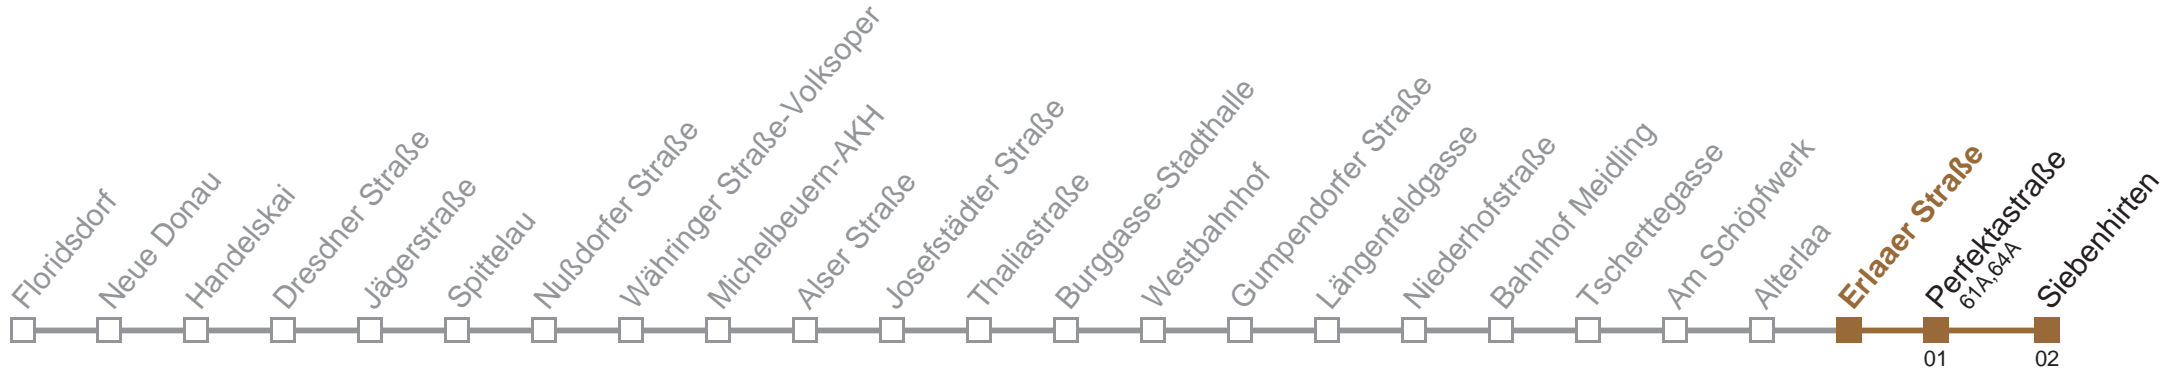 Floridsdorf
Neue Donau
Handelskai
Dresdner Straße
Jägerstraße
Spittelau
Nußdorfer Straße
Währinger Straße-Volksoper
Michelbeuern-AKH
Alser Straße
Josefstädter Straße
Thaliastraße
Burggasse-Stadthalle
Westbahnhof
Gumpendorfer Straße
Längenfeldgasse
Niederhofstraße
Bahnhof Meidling
Tscherttegasse
Am Schöpfwerk
Alterlaa
Erlaaer Straße
Perfektastraße
61A,64A
Siebenhirten
01
02